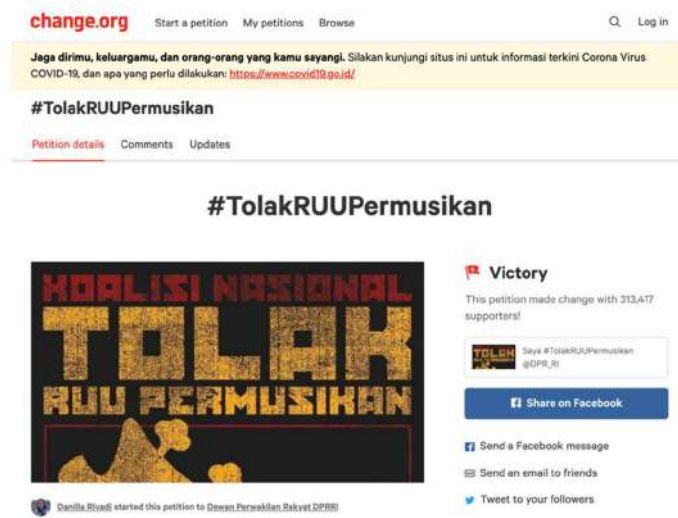 change.org
Start a petition My petitions Browse
Log in
Jaga dirimu, keluargamu, dan orang-orang yang kamu sayangi. Silakan kunjungi situs ini untuk informasi terkini Corona Virus
COVID-19, dan apa yang perlu dilakukan: https://www.covid19.go.id/
#TolakRUUPermusikan
Petition details Comments Updates
#TolakRUUPermusikan
KOALISI NASIONAL
TOLAK
RUU PERMUSIKAN
Danilla Riyadi started this petition to Dewan Perwakilan Rakyat DPRRI
Victory
This petition made change with 313,417
supporters!
TOLAK
Saya #TolakRUUPermusikan
@DPR_RI
Share on Facebook
Send a Facebook message
Send an email to friends
Tweet to your followers